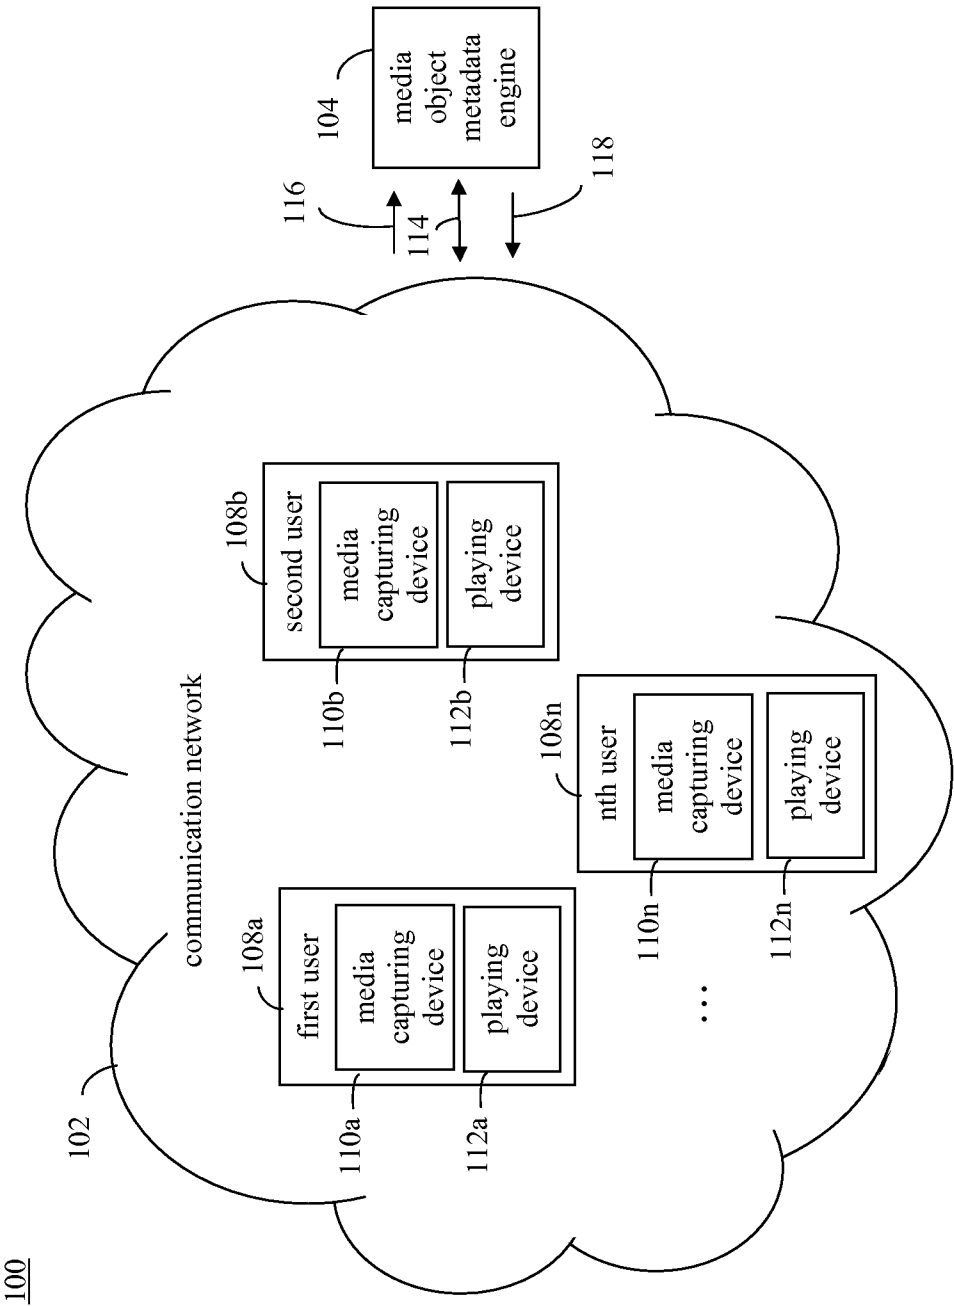 100
102
communication network
108a
first user
110a
media
capturing
device
112a
playing
device
108b
second user
110b
media
capturing
device
112b
playing
device
...
108n
nth user
110n
media
capturing
device
112n
playing
device
116
114
118
104
media
object
metadata
engine